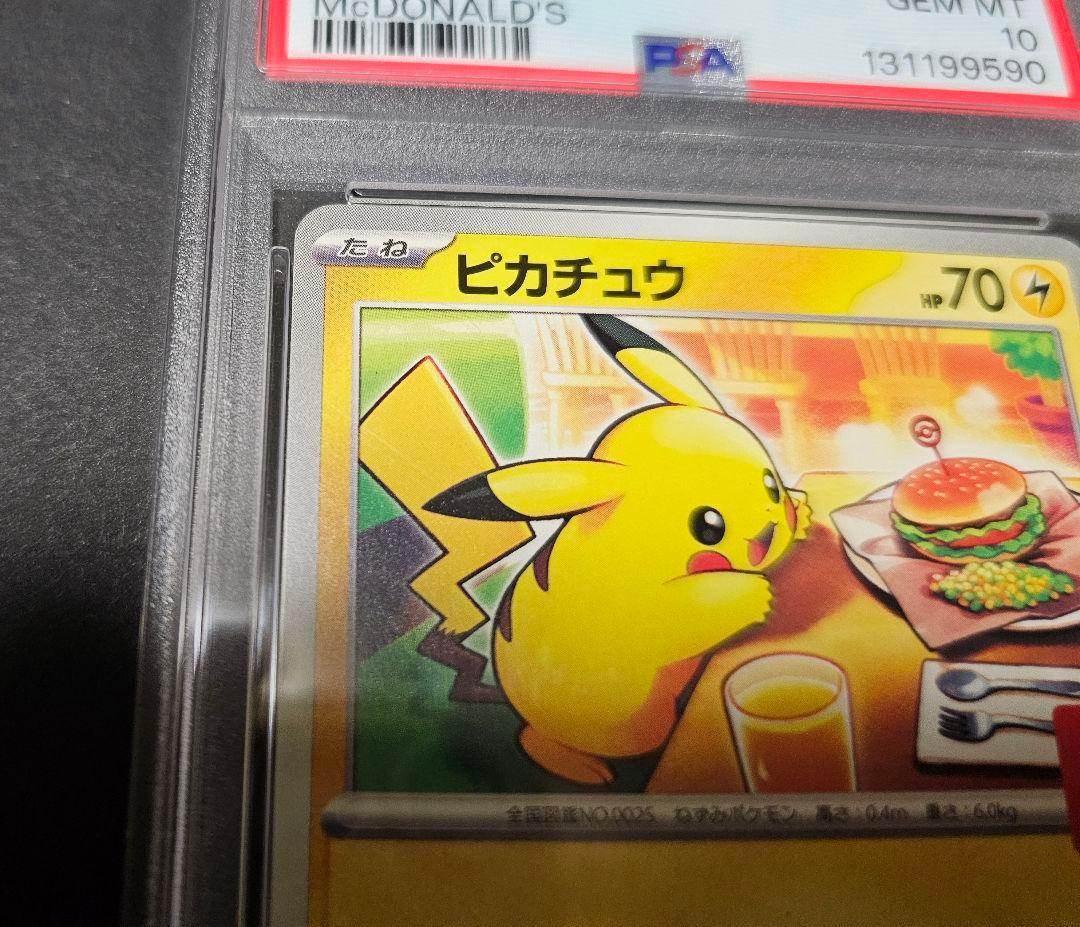 McDONALD'S
GEM MT
10
PSA
131199590
たね
ピカチュウ
HP70
全国図鑑NO.0025 ねずみポケモン 高さ:0.4m 重さ:6.0kg